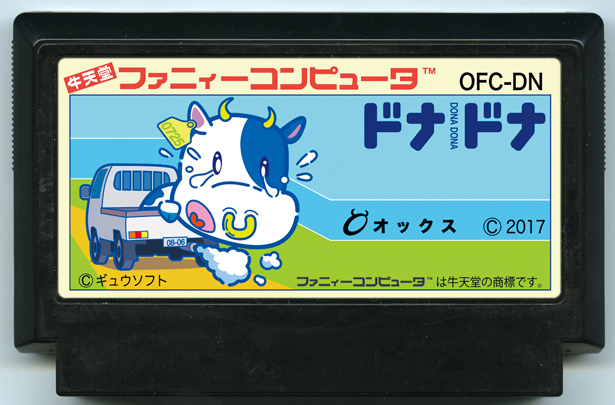 牛天堂 ファニィーコンピュータ™ OFC-DN
ドナドナ
DONA DONA
0725
オックス © 2017
08-06
©ギュウソフト
ファニィーコンピュータ™は牛天堂の商標です。